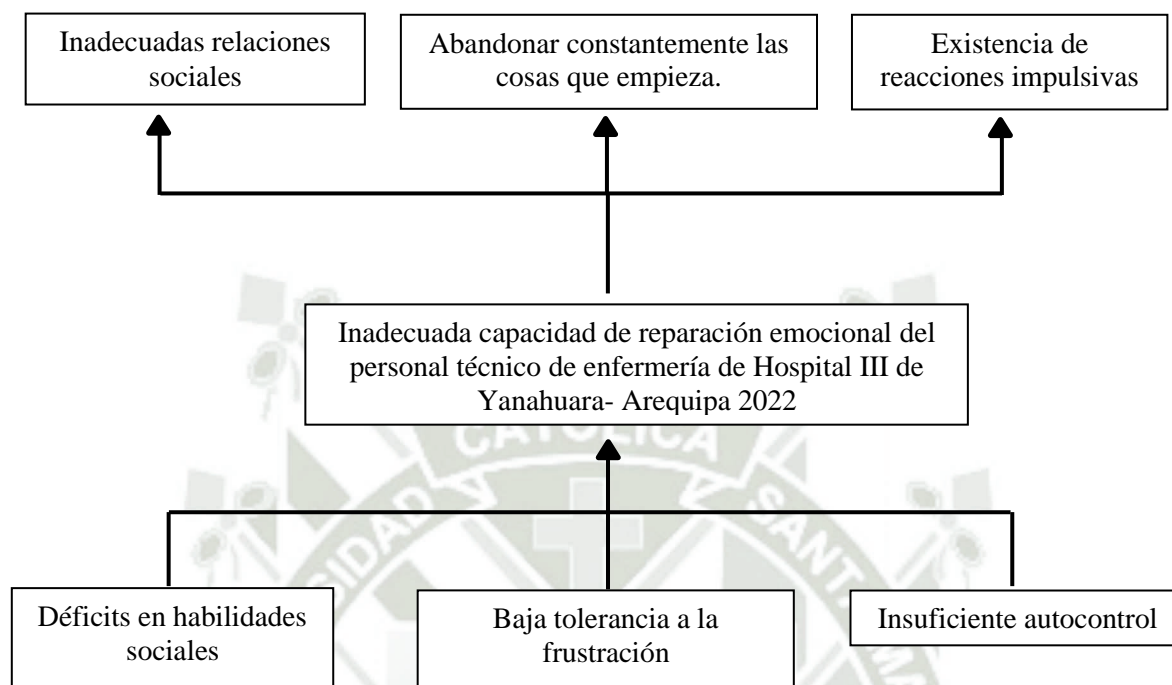 Inadecuadas relaciones
sociales
Abandonar constantemente las
cosas que empieza.
Existencia de
reacciones impulsivas
Inadecuada capacidad de reparación emocional del
personal técnico de enfermería de Hospital III de
Yanahuara- Arequipa 2022
CATOLICA
SANTA
Déficits en habilidades
sociales
Baja tolerancia a la
frustración
Insuficiente autocontrol